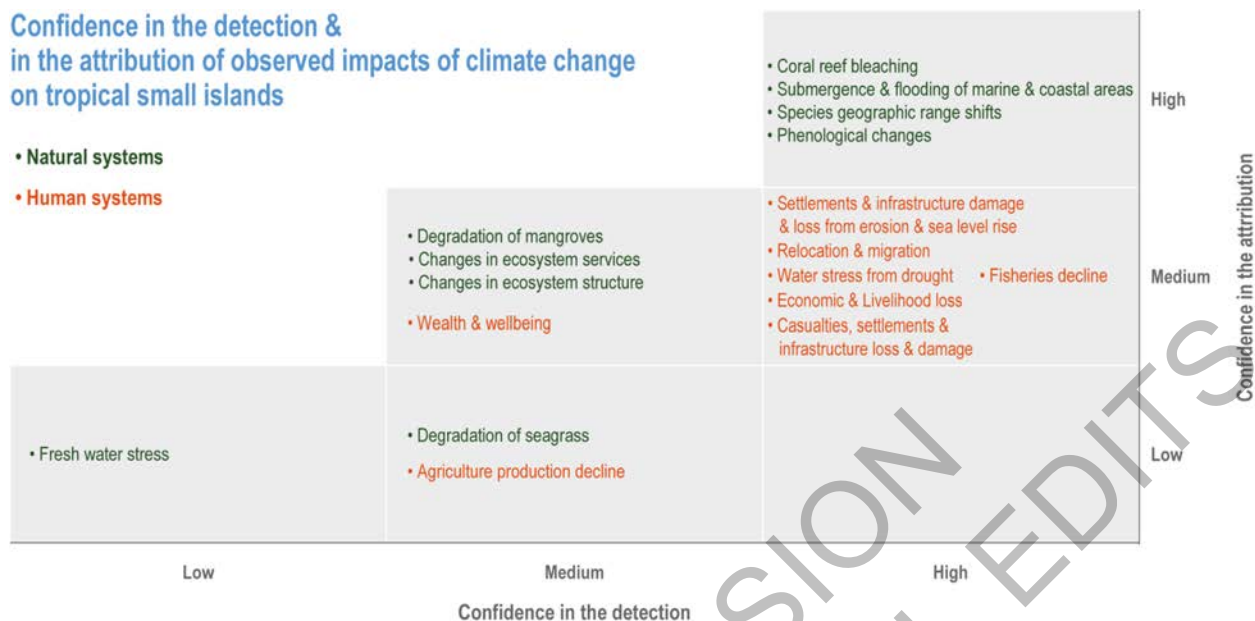 Confidence in the detection &
in the attribution of observed impacts of climate change
on tropical small islands
• Natural systems
• Human systems
• Coral reef bleaching
• Submergence & flooding of marine & coastal areas
• Species geographic range shifts
• Phenological changes
High
• Degradation of mangroves
• Changes in ecosystem services
• Changes in ecosystem structure
• Wealth & wellbeing
• Settlements & infrastructure damage
& loss from erosion & sea level rise
• Relocation & migration
• Water stress from drought • Fisheries decline
• Economic & Livelihood loss
• Casualties, settlements &
infrastructure loss & damage
Medium
• Fresh water stress
• Degradation of seagrass
• Agriculture production decline
Low
Confidence in the attrribution
Low Medium High
Confidence in the detection
EDITS